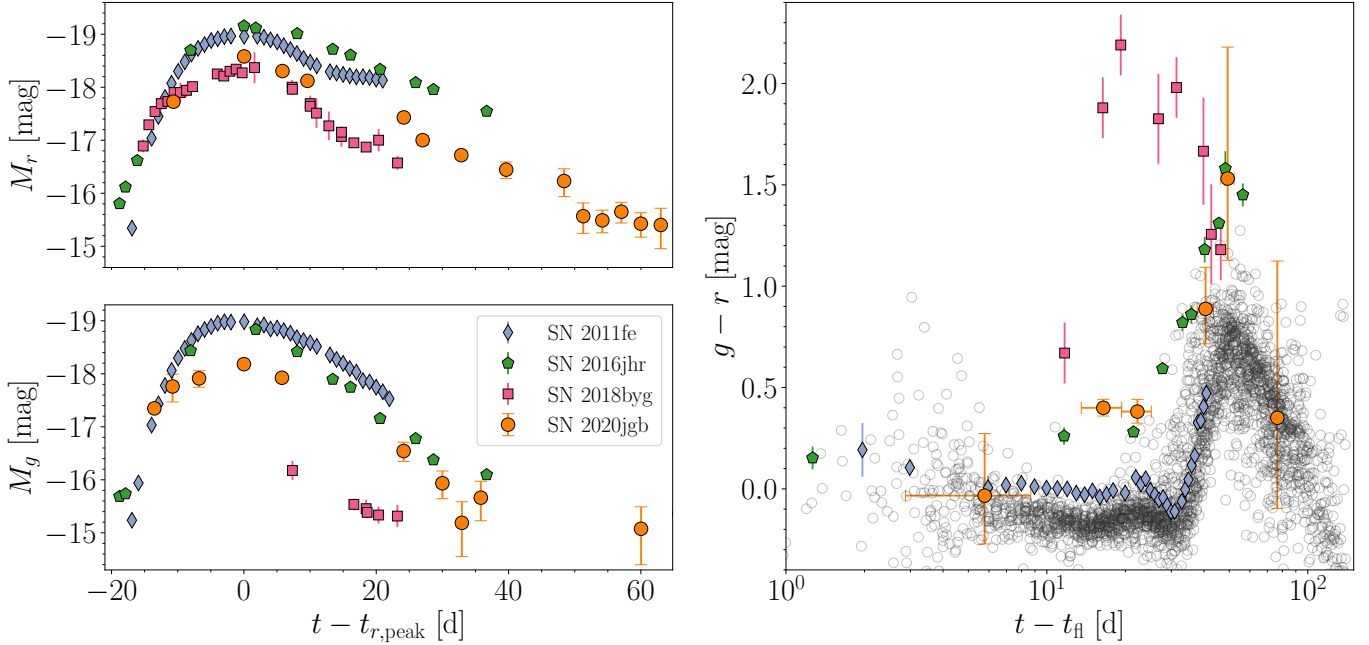 −19
−18
−17
−16
−15
M_r [mag]
−19
−18
−17
−16
−15
M_g [mag]
SN 2011fe
SN 2016jhr
SN 2018byg
SN 2020jgb
−20 0 20 40 60
t − t_{r,peak} [d]
2.0
1.5
1.0
0.5
0.0
g − r [mag]
10^0 10^1 10^2
t − t_fl [d]